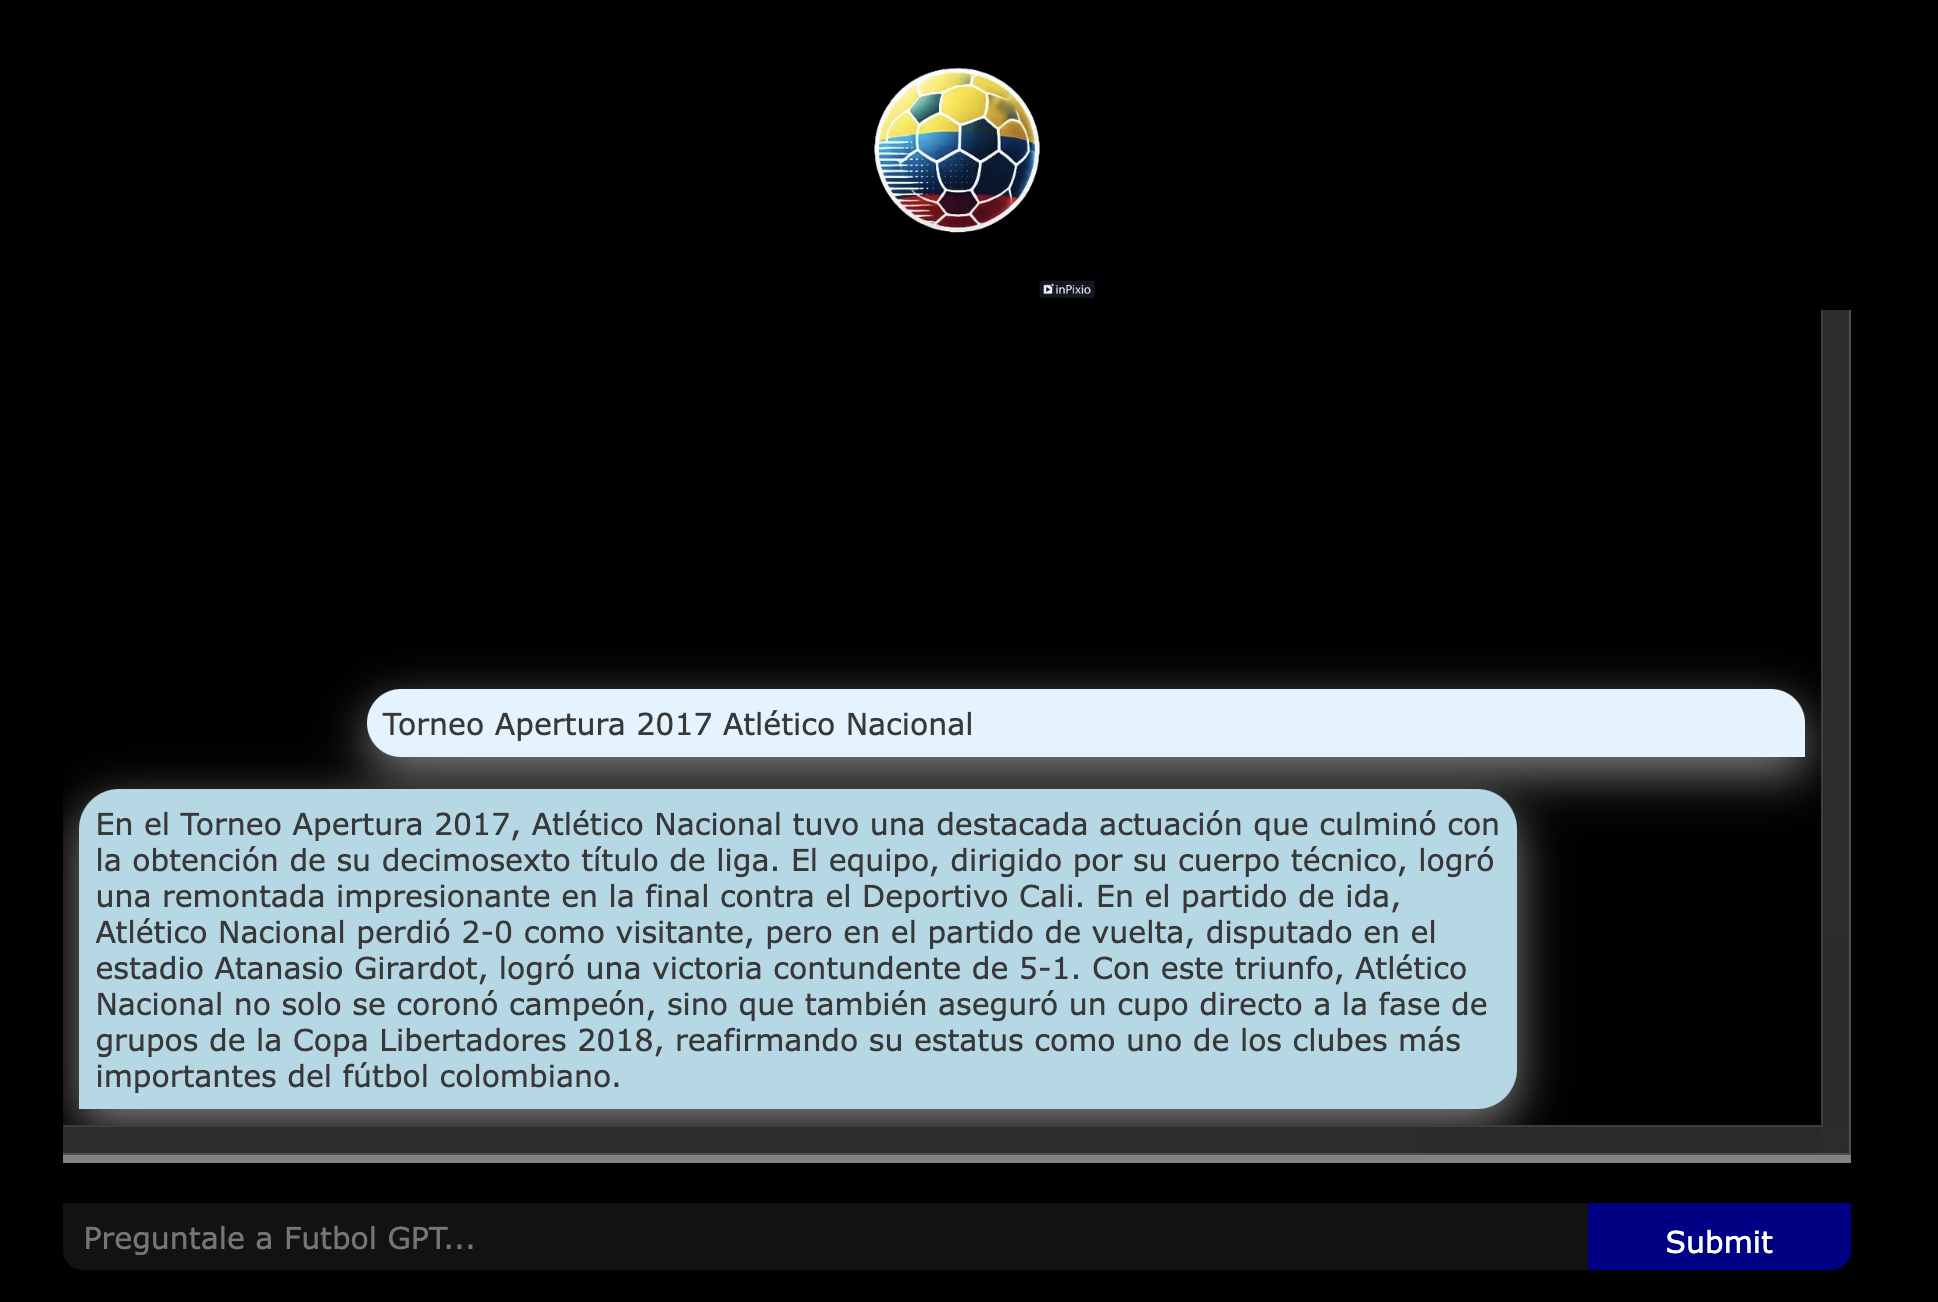 inPixio
Torneo Apertura 2017 Atlético Nacional
En el Torneo Apertura 2017, Atlético Nacional tuvo una destacada actuación que culminó con
la obtención de su decimosexto título de liga. El equipo, dirigido por su cuerpo técnico, logró
una remontada impresionante en la final contra el Deportivo Cali. En el partido de ida,
Atlético Nacional perdió 2-0 como visitante, pero en el partido de vuelta, disputado en el
estadio Atanasio Girardot, logró una victoria contundente de 5-1. Con este triunfo, Atlético
Nacional no solo se coronó campeón, sino que también aseguró un cupo directo a la fase de
grupos de la Copa Libertadores 2018, reafirmando su estatus como uno de los clubes más
importantes del fútbol colombiano.
Preguntale a Futbol GPT...
Submit